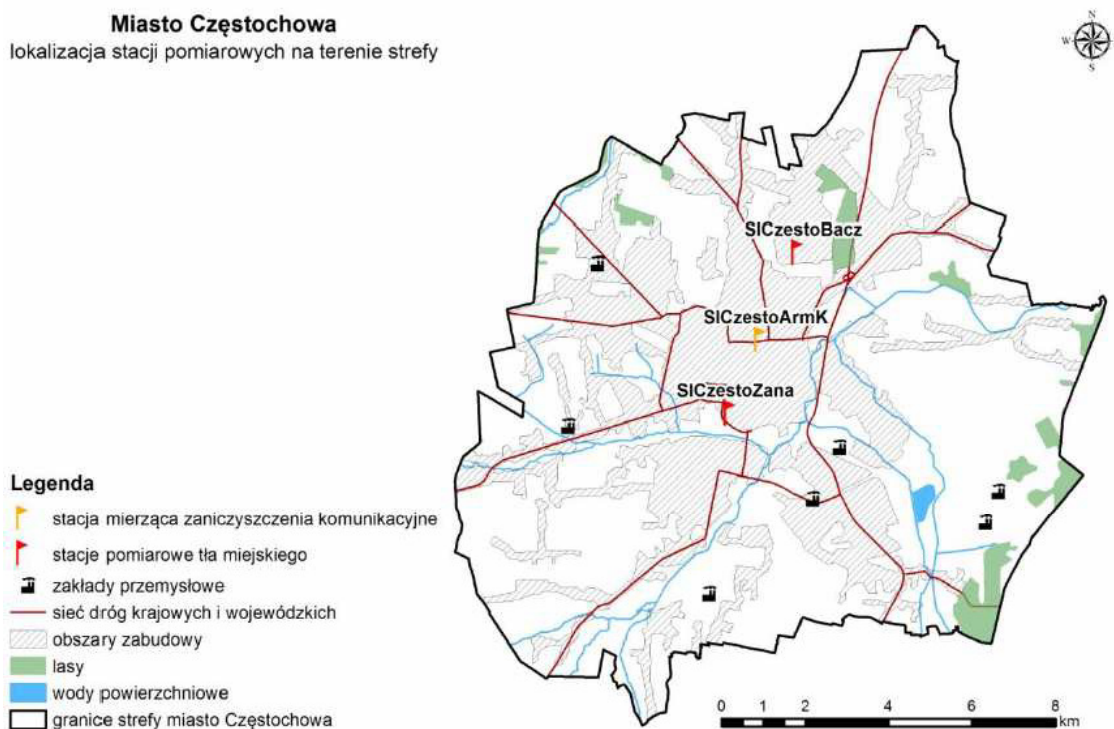 Miasto Częstochowa
lokalizacja stacji pomiarowych na terenie strefy
N
W
S
SlCzestoBacz
SlCzestoArmK
SlCzestoZana
Legenda
stacja mierząca zaniczyszczenia komunikacyjne
stacje pomiarowe tła miejskiego
zakłady przemysłowe
sieć dróg krajowych i wojewódzkich
obszary zabudowy
lasy
wody powierzchniowe
granice strefy miasto Częstochowa
0 1 2 4 6 8
km